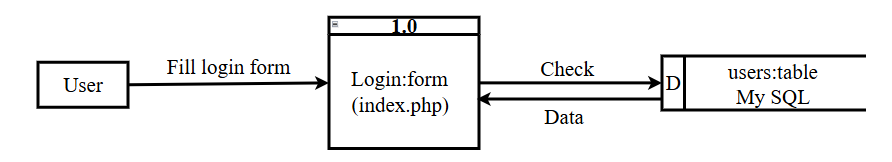 1.0
Fill login form
User
Login:form
(index.php)
Check
Data
D
users:table
My SQL